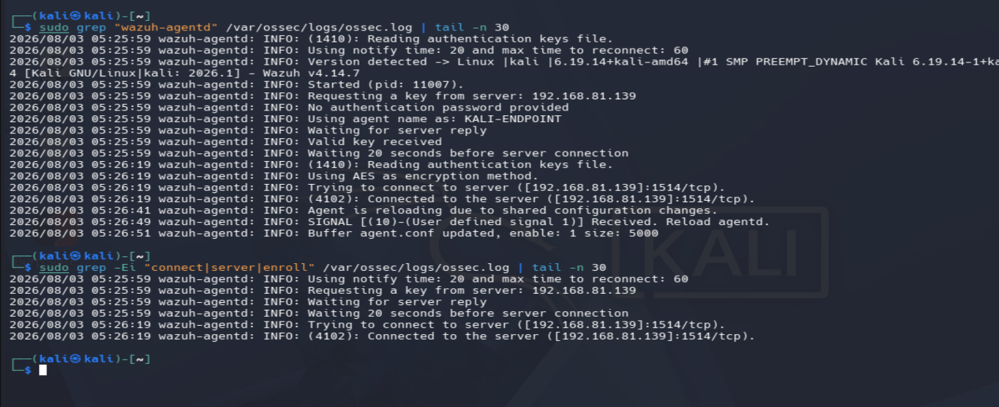 ┌──(kali㉿kali)-[~]
└─$ sudo grep "wazuh-agentd" /var/ossec/logs/ossec.log | tail -n 30
2026/08/03 05:25:59 wazuh-agentd: INFO: (1410): Reading authentication keys file.
2026/08/03 05:25:59 wazuh-agentd: INFO: Using notify time: 20 and max time to reconnect: 60
2026/08/03 05:25:59 wazuh-agentd: INFO: Version detected -> Linux |kali |6.19.14+kali-amd64 |#1 SMP PREEMPT_DYNAMIC Kali 6.19.14-1+ka
4 [Kali GNU/Linux|kali: 2026.1] - Wazuh v4.14.7
2026/08/03 05:25:59 wazuh-agentd: INFO: Started (pid: 11007).
2026/08/03 05:25:59 wazuh-agentd: INFO: Requesting a key from server: 192.168.81.139
2026/08/03 05:25:59 wazuh-agentd: INFO: No authentication password provided
2026/08/03 05:25:59 wazuh-agentd: INFO: Using agent name as: KALI-ENDPOINT
2026/08/03 05:25:59 wazuh-agentd: INFO: Waiting for server reply
2026/08/03 05:25:59 wazuh-agentd: INFO: Valid key received
2026/08/03 05:25:59 wazuh-agentd: INFO: Waiting 20 seconds before server connection
2026/08/03 05:26:19 wazuh-agentd: INFO: (1410): Reading authentication keys file.
2026/08/03 05:26:19 wazuh-agentd: INFO: Using AES as encryption method.
2026/08/03 05:26:19 wazuh-agentd: INFO: Trying to connect to server ([192.168.81.139]:1514/tcp).
2026/08/03 05:26:19 wazuh-agentd: INFO: (4102): Connected to the server ([192.168.81.139]:1514/tcp).
2026/08/03 05:26:41 wazuh-agentd: INFO: Agent is reloading due to shared configuration changes.
2026/08/03 05:26:49 wazuh-agentd: INFO: SIGNAL [(10)-(User defined signal 1)] Received. Reload agentd.
2026/08/03 05:26:51 wazuh-agentd: INFO: Buffer agent.conf updated, enable: 1 size: 5000
┌──(kali㉿kali)-[~]
└─$ sudo grep -Ei "connect|server|enroll" /var/ossec/logs/ossec.log | tail -n 30
2026/08/03 05:25:59 wazuh-agentd: INFO: Using notify time: 20 and max time to reconnect: 60
2026/08/03 05:25:59 wazuh-agentd: INFO: Requesting a key from server: 192.168.81.139
2026/08/03 05:25:59 wazuh-agentd: INFO: Waiting for server reply
2026/08/03 05:25:59 wazuh-agentd: INFO: Waiting 20 seconds before server connection
2026/08/03 05:26:19 wazuh-agentd: INFO: Trying to connect to server ([192.168.81.139]:1514/tcp).
2026/08/03 05:26:19 wazuh-agentd: INFO: (4102): Connected to the server ([192.168.81.139]:1514/tcp).
┌──(kali㉿kali)-[~]
└─$
KALI